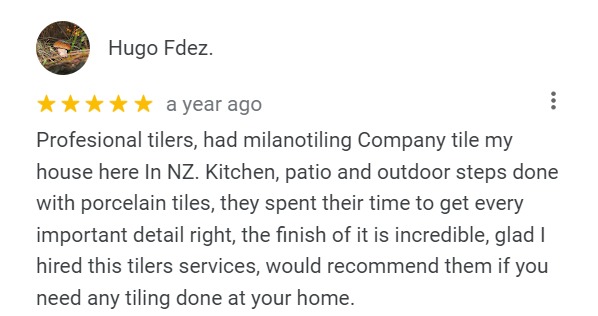 Hugo Fdez.
a year ago
Profesional tilers, had milanotiling Company tile my
house here In NZ. Kitchen, patio and outdoor steps done
with porcelain tiles, they spent their time to get every
important detail right, the finish of it is incredible, glad I
hired this tilers services, would recommend them if you
need any tiling done at your home.